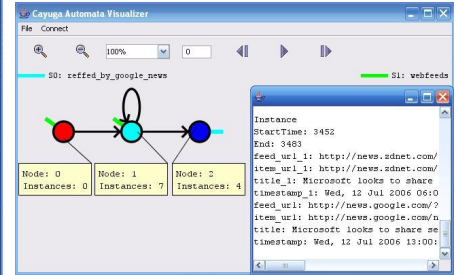 Cayuga Automata Visualizer
File Connect
100%
0
S0: reffed_by_google_news
S1: webfeeds
Node: 0
Instances: 0
Node: 1
Instances: 7
Node: 2
Instances: 4
Instance
StartTime: 3452
End: 3483
feed_url_1: http://news.zdnet.com/
item_url_1: http://news.zdnet.com/
title_1: Microsoft looks to share
timestamp_1: Wed, 12 Jul 2006 06:0
feed_url: http://news.google.com/?
item_url: http://news.google.com/n
title: Microsoft looks to share se
timestamp: Wed, 12 Jul 2006 13:00: